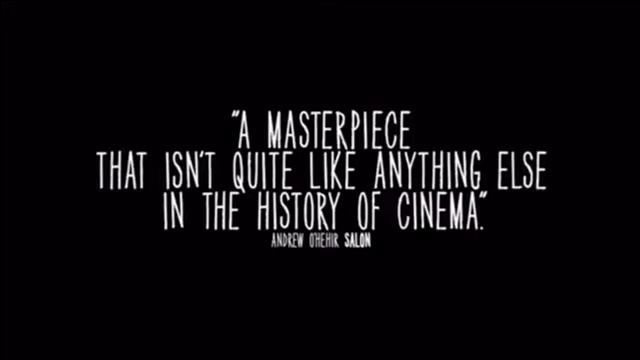 "A MASTERPIECE
THAT ISN'T QUITE LIKE ANYTHING ELSE
IN THE HISTORY OF CINEMA."
ANDREW O'HEHIR SALON